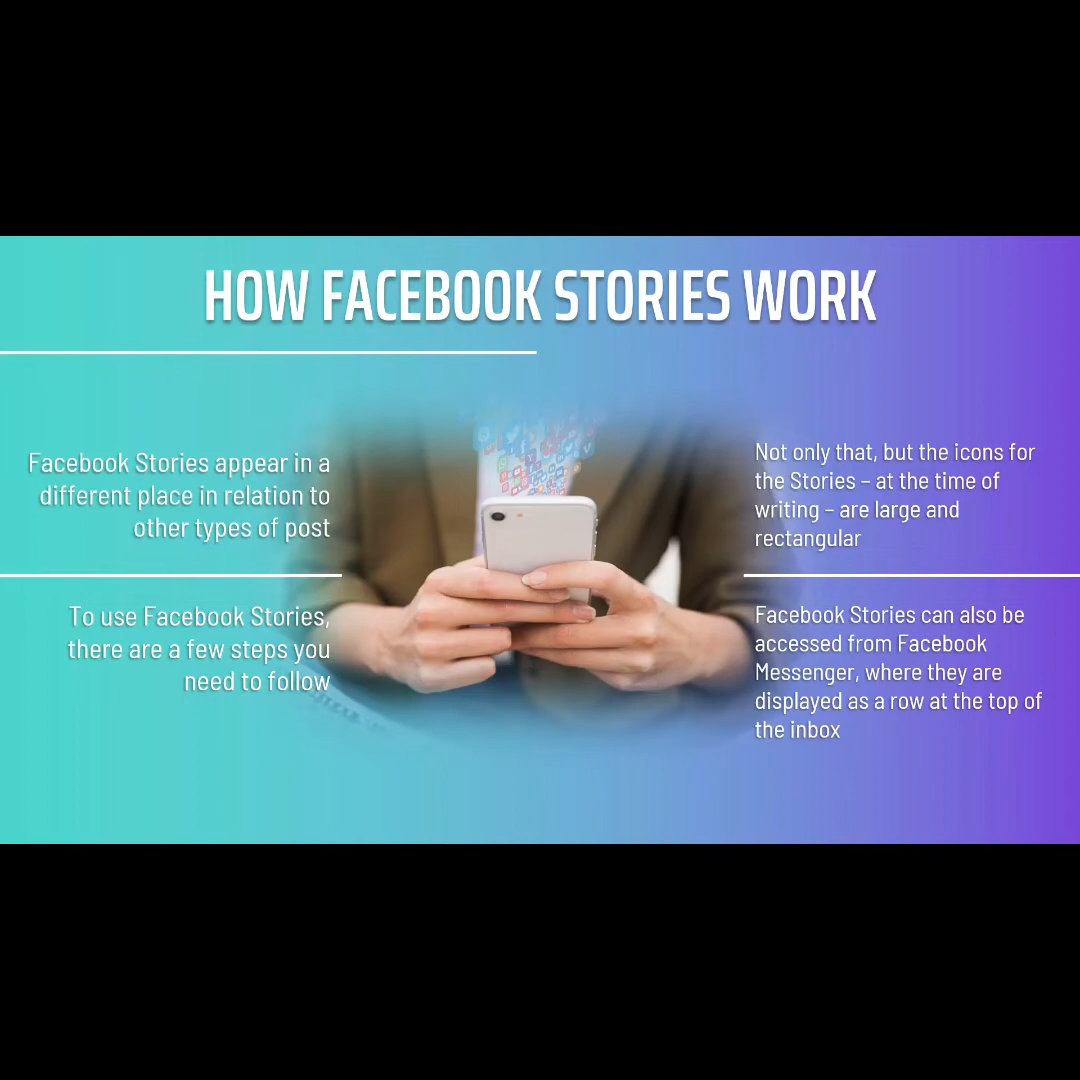 HOW FACEBOOK STORIES WORK
Facebook Stories appear in a
different place in relation to
other types of post
To use Facebook Stories,
there are a few steps you
need to follow
Not only that, but the icons for
the Stories – at the time of
writing – are large and
rectangular
Facebook Stories can also be
accessed from Facebook
Messenger, where they are
displayed as a row at the top of
the inbox